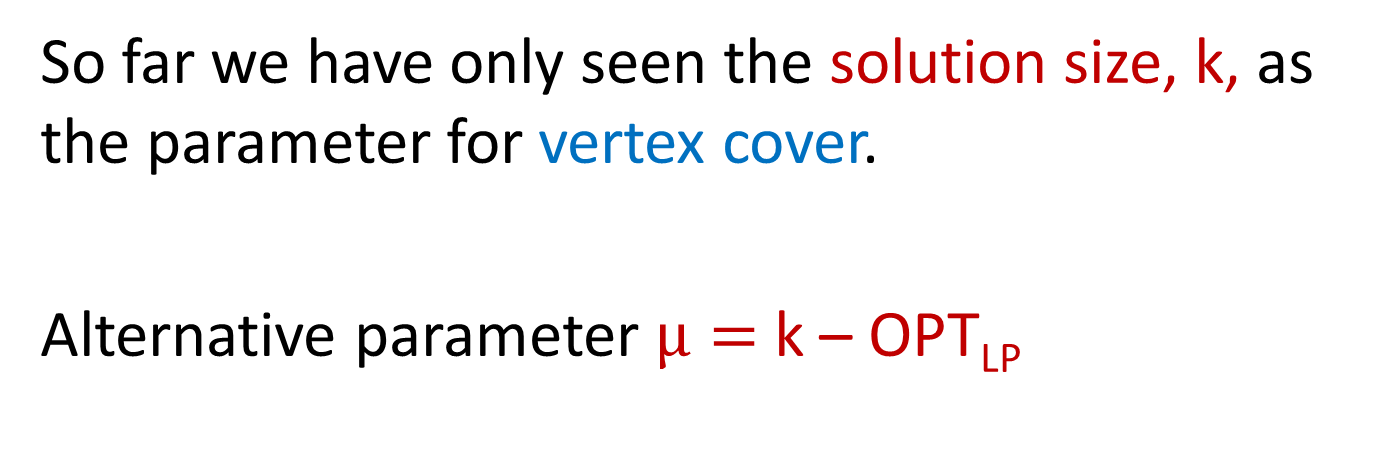 So far we have only seen the solution size, k, as
the parameter for vertex cover.
Alternative parameter μ = k – OPT_LP